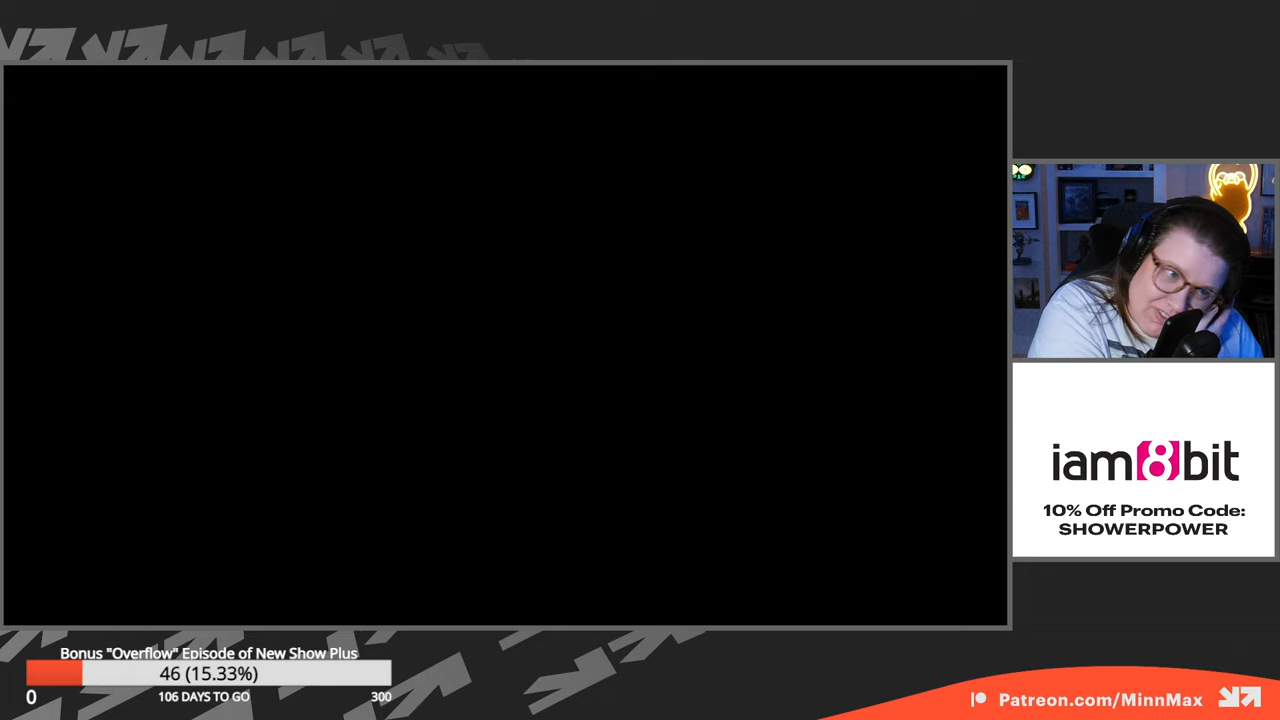 iam8bit
10% Off Promo Code:
SHOWERPOWER
Bonus "Overflow" Episode of New Show Plus
46 (15.33%)
0
106 DAYS TO GO
300
Patreon.com/MinnMax